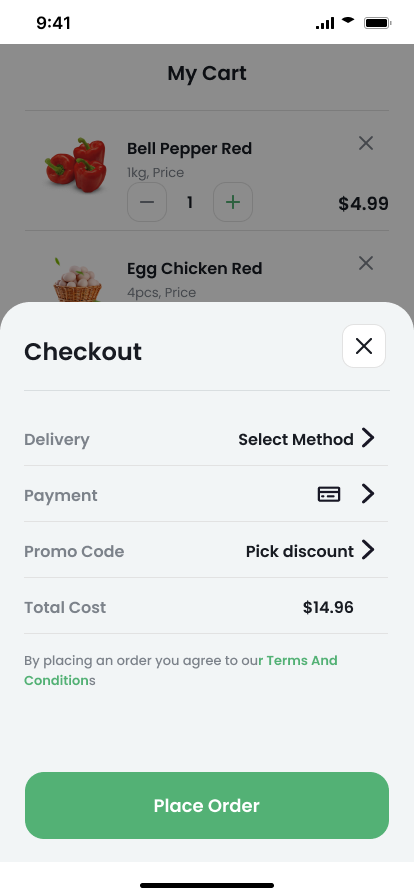 9:41
My Cart
Bell Pepper Red
1kg, Price
1
$4.99
Egg Chicken Red
4pcs, Price
Checkout
Delivery Select Method
Payment
Promo Code Pick discount
Total Cost $14.96
By placing an order you agree to our Terms And
Conditions
Place Order